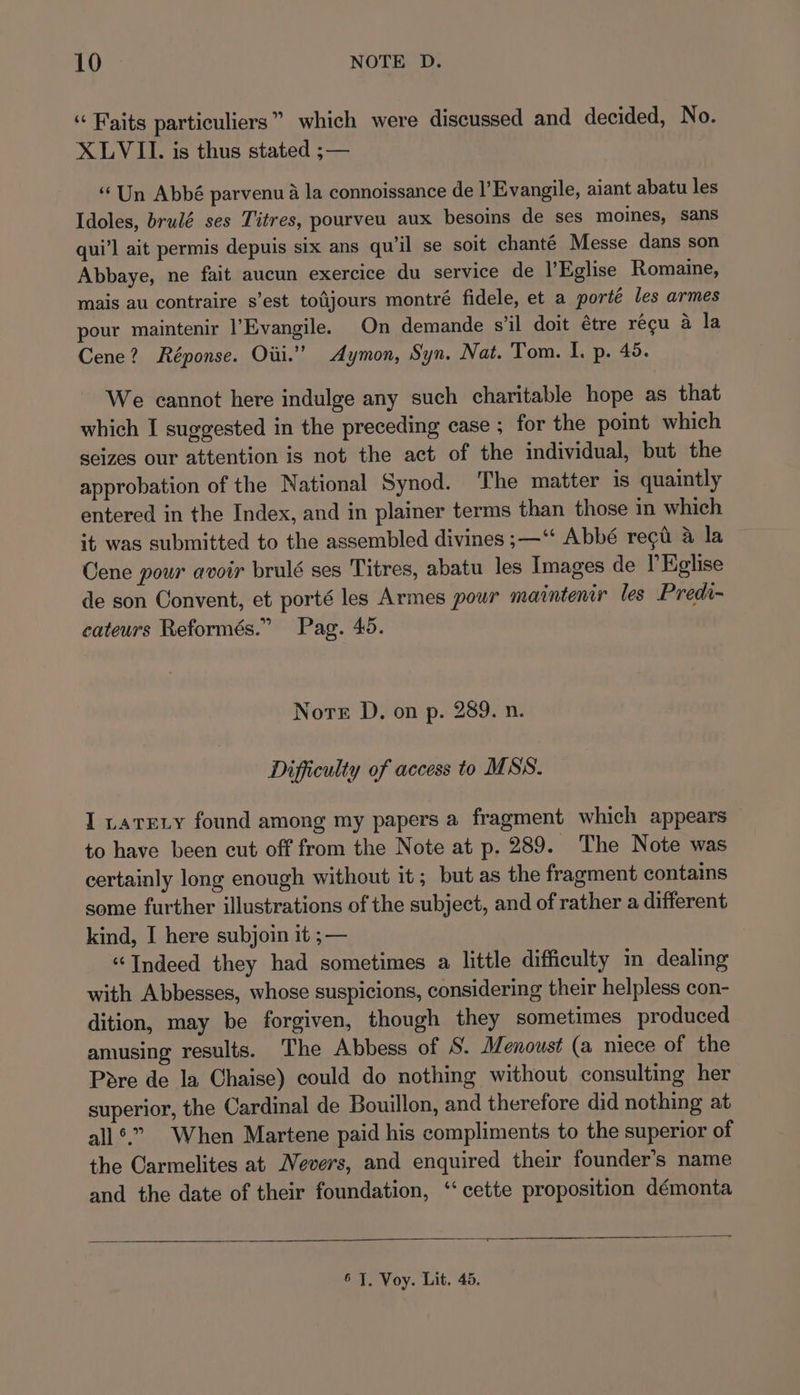 10 NOTE D.
“Faits particuliers” which were discussed and decided, No.
XLVII. is thus stated ;—
“Un Abbé parvenu à la connoissance de l’Evangile, aiant abatu les
Idoles, brulé ses Titres, pourveu aux besoins de ses moines, sans
qui’l ait permis depuis six ans qu’il se soit chanté Messe dans son
Abbaye, ne fait aucun exercice du service de l’Eglise Romaine,
mais au contraire s’est toûjours montré fidele, et a porté les armes
pour maintenir l’Evangile. On demande s’il doit être réçu à la
Cene? Réponse. Oüi.” Aymon, Syn. Nat. Tom. I. p. 45.
We cannot here indulge any such charitable hope as that
which I suggested in the preceding case; for the point which
seizes our attention is not the act of the individual, but the
approbation of the National Synod. The matter is quaintly
entered in the Index, and in plainer terms than those in which
it was submitted to the assembled divines ;—“ Abbé reçû à la
Cene pour avoir brulé ses Titres, abatu les Images de l’Eglise
de son Convent, et porté les Armes pour maintenir les Predi-
cateurs Reformés.” Pag. 45.
Note D. on p. 289. n.
Difficulty of access to MSS.
I lately found among my papers a fragment which appears
to have been cut off from the Note at p. 289. The Note was
certainly long enough without it; but as the fragment contains
some further illustrations of the subject, and of rather a different
kind, I here subjoin it ;—
“Indeed they had sometimes a little difficulty in dealing
with Abbesses, whose suspicions, considering their helpless con-
dition, may be forgiven, though they sometimes produced
amusing results. The Abbess of S. Menoust (a niece of the
Père de la Chaise) could do nothing without consulting her
superior, the Cardinal de Bouillon, and therefore did nothing at
all⁶.” When Martene paid his compliments to the superior of
the Carmelites at Nevers, and enquired their founder’s name
and the date of their foundation, “cette proposition démonta
⁶ I. Voy. Lit. 45.